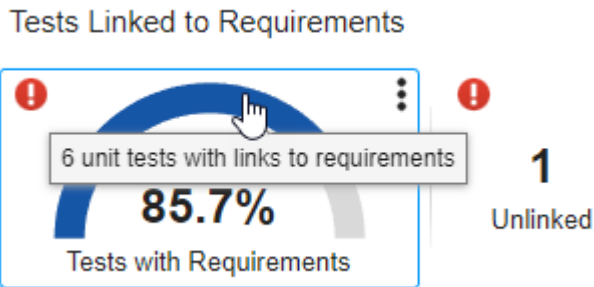 Tests Linked to Requirements
6 unit tests with links to requirements
85.7%
Tests with Requirements
1
Unlinked